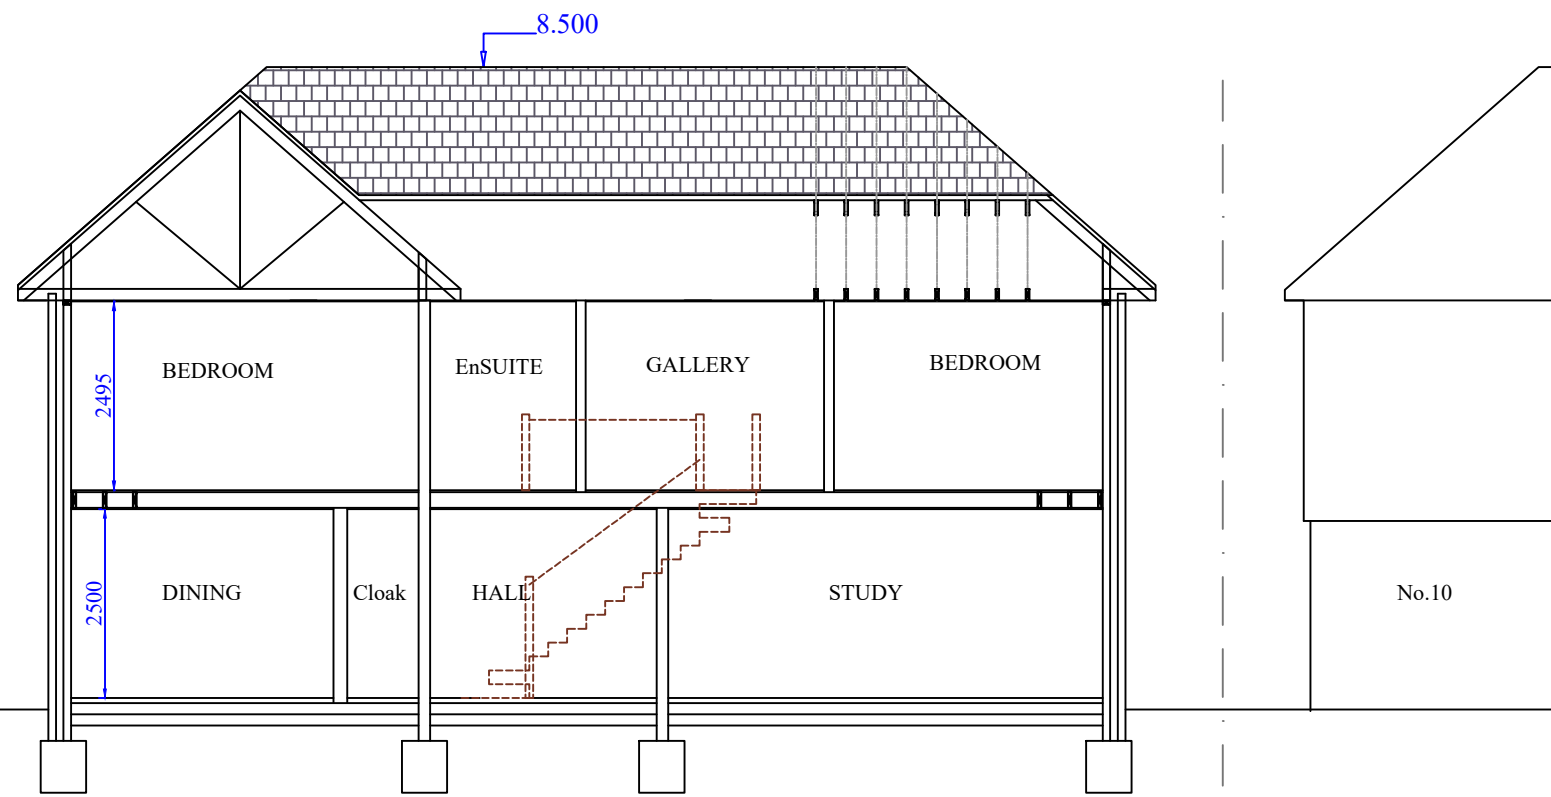 8.500
BEDROOM
EnSUITE
GALLERY
BEDROOM
2495
DINING
Cloak
HALL
STUDY
No.10
2500